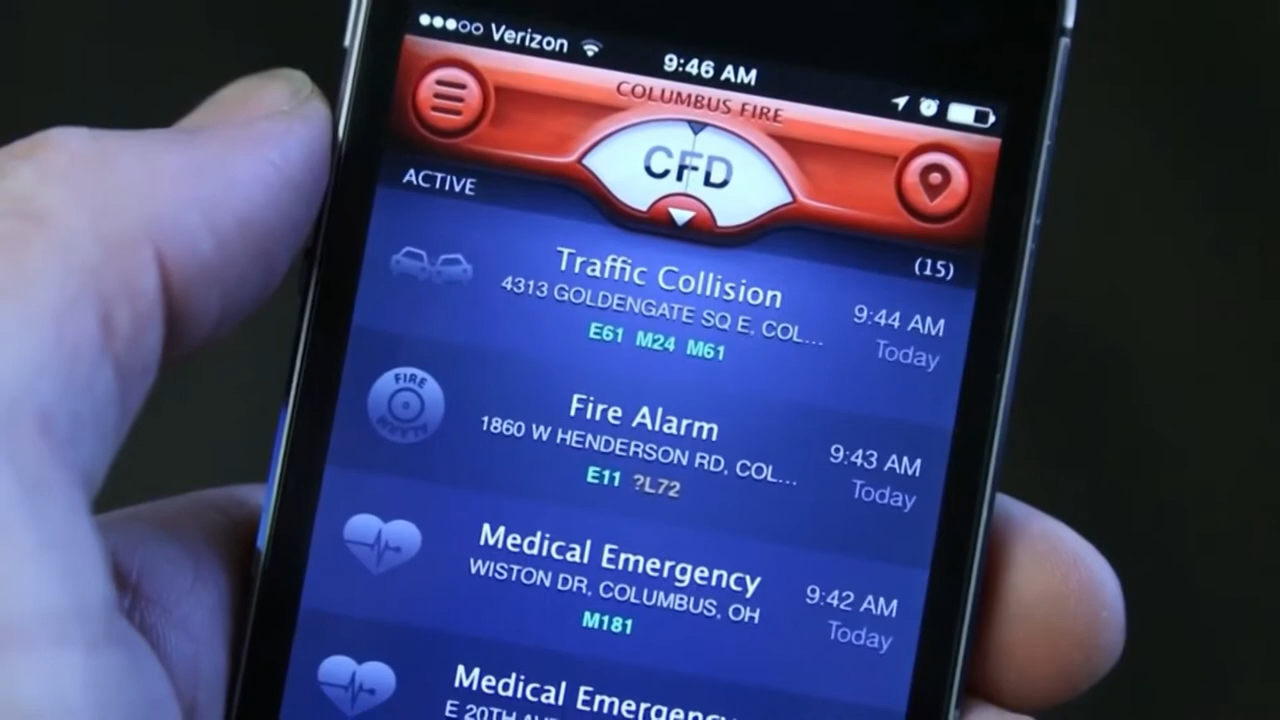 Verizon 9:46 AM
COLUMBUS FIRE
CFD
ACTIVE
(15)
Traffic Collision
4313 GOLDENGATE SQ E, COL...
9:44 AM
E61 M24 M61
Today
FIRE
Fire Alarm
1860 W HENDERSON RD, COL...
9:43 AM
E11 ?L72
Today
Medical Emergency
WISTON DR, COLUMBUS, OH
9:42 AM
M181
Today
Medical Emergency
E 20TH